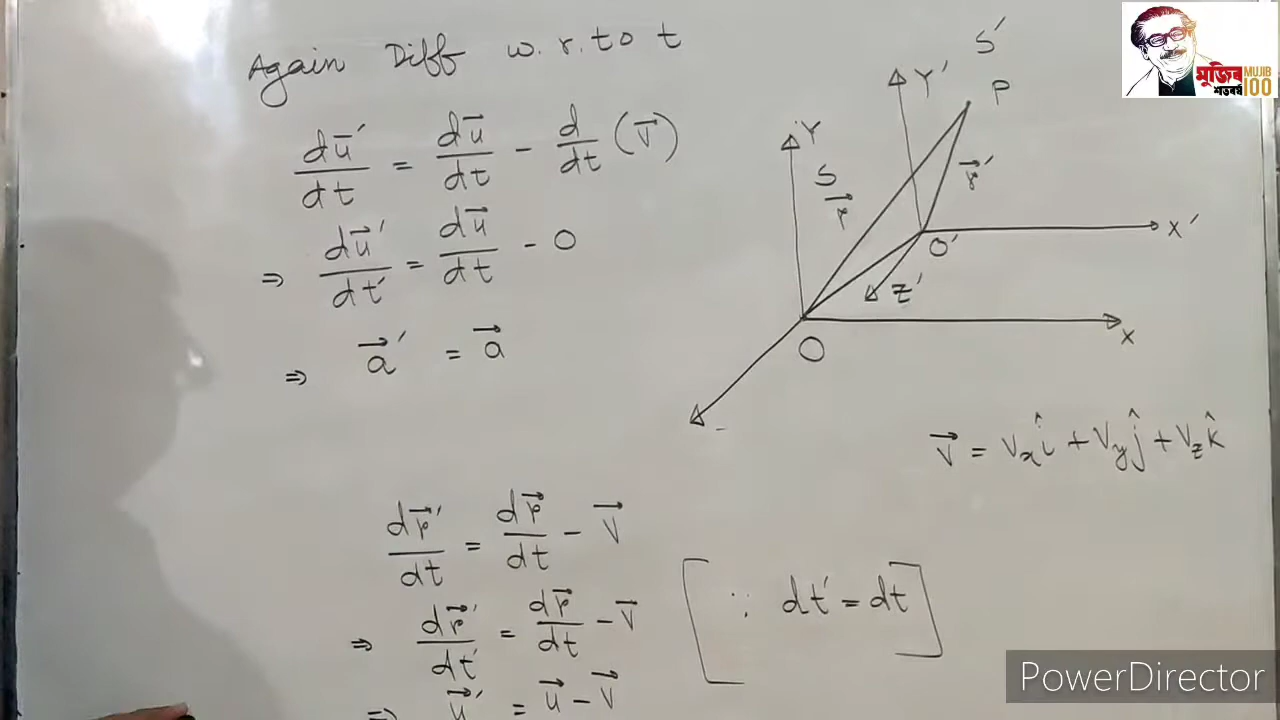 Again Diff w.r.to t
du⃗'/dt = du⃗/dt - d/dt (v⃗)
⇒ du⃗'/dt' = du⃗/dt - 0
⇒ a⃗' = a⃗
dr⃗'/dt = dr⃗/dt - v⃗
⇒ dr⃗'/dt' = dr⃗/dt - v⃗
[∵ dt' = dt]
⇒ u⃗' = u⃗ - v⃗
S'
Y'
P
Y
S
r⃗
r⃗'
X'
O'
Z'
O
X
v⃗ = Vₓî + Vyĵ + Vzk̂
মুজিব
শতবর্ষ
MUJIB
100
PowerDirector